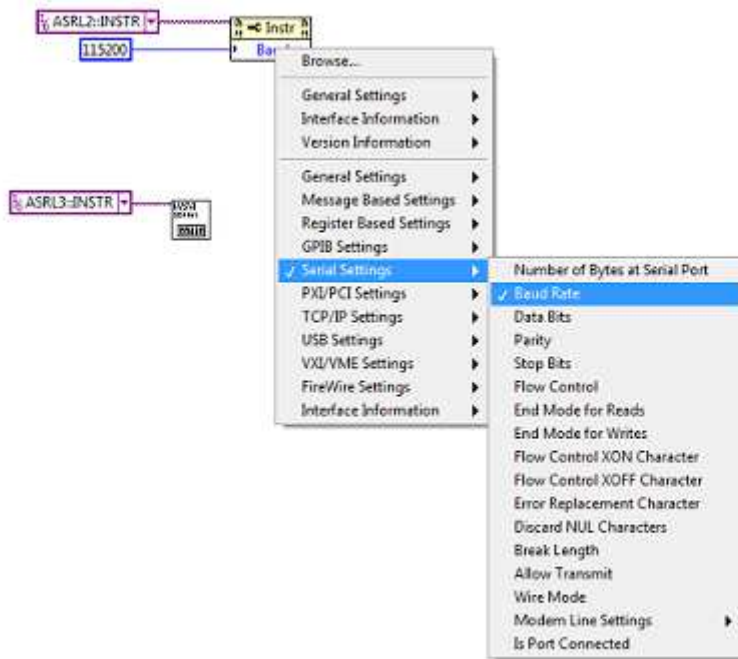 ASRL2::INSTR
Instr
115200
Browse...
General Settings
Interface Information
Version Information
General Settings
Message Based Settings
ASRL3::INSTR
Register Based Settings
GPIB Settings
Serial Settings
Number of Bytes at Serial Port
PXI/PCI Settings
Baud Rate
TCP/IP Settings
Data Bits
USB Settings
Parity
VXI/VME Settings
Stop Bits
FireWire Settings
Flow Control
Interface Information
End Mode for Reads
End Mode for Writes
Flow Control XON Character
Flow Control XOFF Character
Error Replacement Character
Discard NUL Characters
Break Length
Allow Transmit
Wire Mode
Modem Line Settings
Is Port Connected